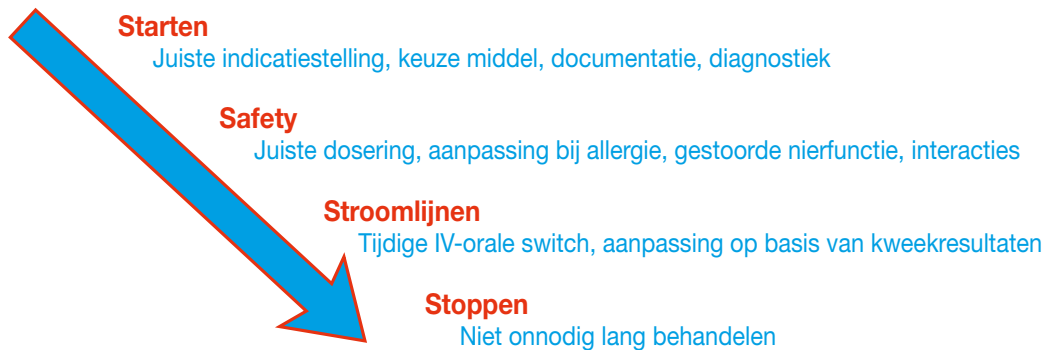 Starten
Juiste indicatiestelling, keuze middel, documentatie, diagnostiek
Safety
Juiste dosering, aanpassing bij allergie, gestoorde nierfunctie, interacties
Stroomlijnen
Tijdige IV-orale switch, aanpassing op basis van kweekresultaten
Stoppen
Niet onnodig lang behandelen